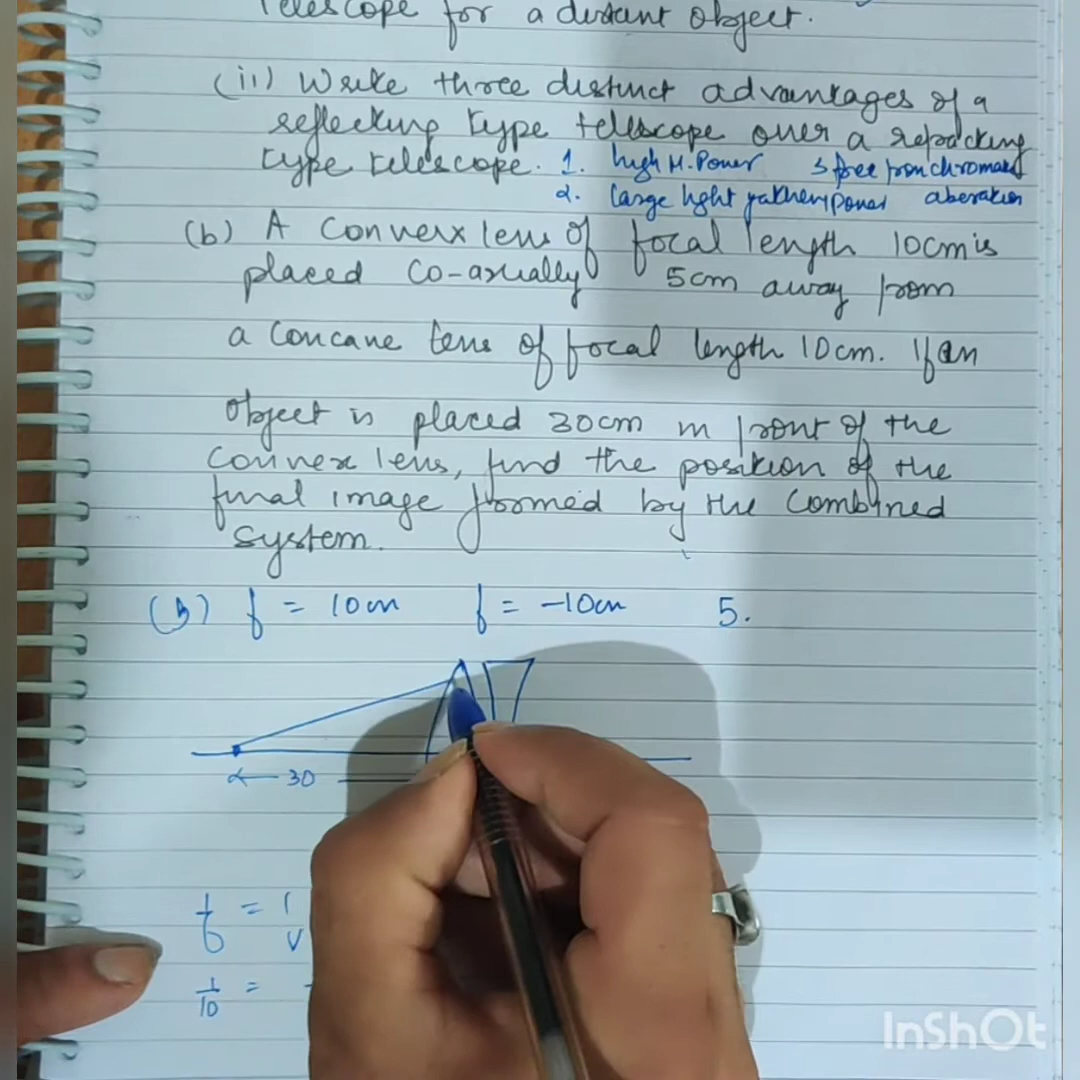 Telescope for a distant object.
(iii) Write three distinct advantages of a
reflecting type telescope over a refracting
type telescope. 1. high M. Power 3 free from chromatic
2. large light gathering power aberation
(b) A Convex lens of focal length 10cm is
placed Co-axially 5cm away from
a Concave lens of focal length 10cm. If an
Object is placed 30cm in front of the
Convex lens, find the position of the
final image formed by the Combined
System.
(b) f = 10cm f = -10cm 5.
30
1/10 =
InShOt